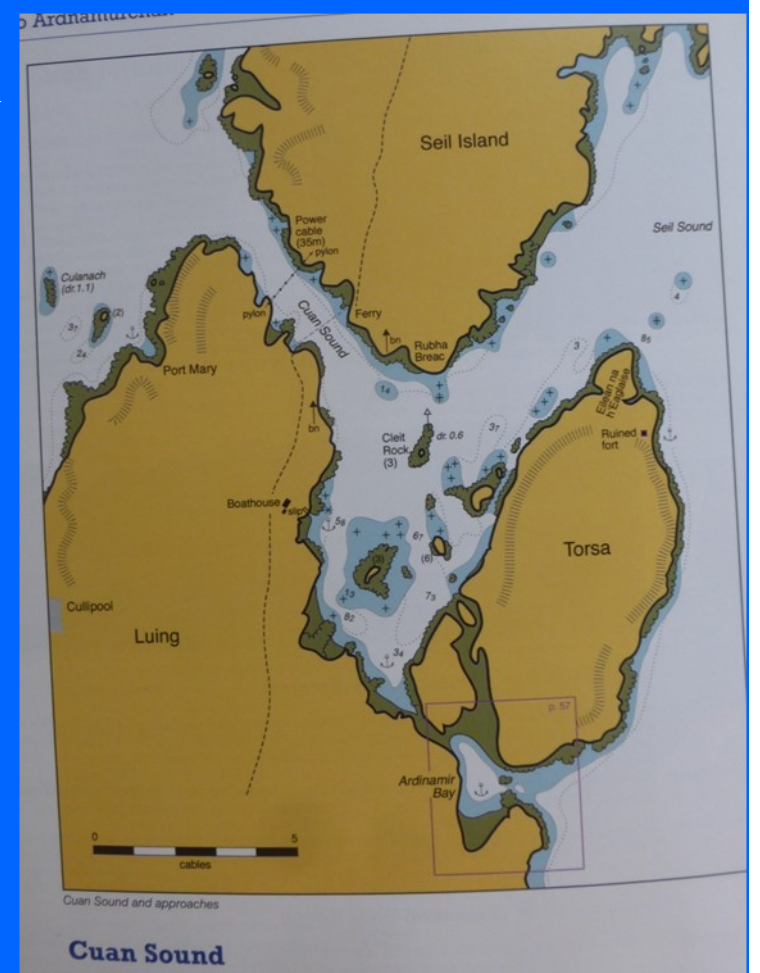 o Ardnamurchan
Seil Island
Seil Sound
Power
cable
(35m)
pylon
Culanach
(dr.1.1)
(2)
37
24
pylon
Cuan Sound
Ferry
bn
Rubha
Breac
4
85
3
14
Port Mary
Eilean na
h'Eaglaise
bn
Cleit
Rock
(3)
dr. 0.6
37
Ruined
fort
Boathouse
slip
58
67
(3)
(6)
Torsa
13
73
82
Cullipool
Luing
34
p. 57
Ardinamir
Bay
0
5
cables
Cuan Sound and approaches
Cuan Sound